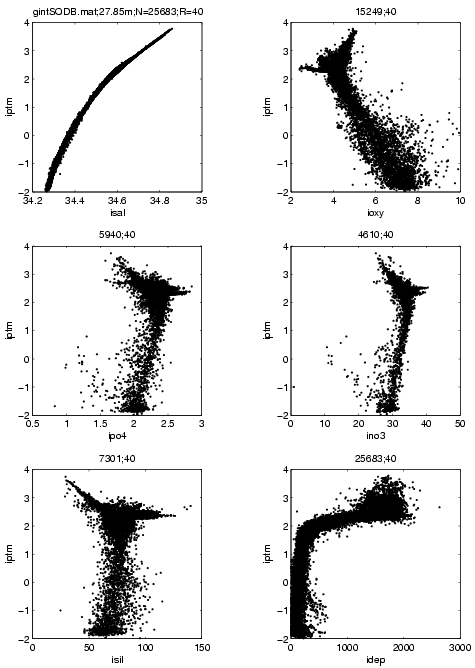 gintSODB.mat;27.85m;N=25683;R=40
15249;40
4
3
2
1
0
−1
−2
iptm
34.2 34.4 34.6 34.8 35
isal
4
3
2
1
0
−1
−2
iptm
2 4 6 8 10
ioxy
5940;40
4610;40
4
3
2
1
0
−1
−2
iptm
0.5 1 1.5 2 2.5 3
ipo4
4
3
2
1
0
−1
−2
iptm
0 10 20 30 40 50
ino3
7301;40
25683;40
4
3
2
1
0
−1
−2
iptm
0 50 100 150
isil
4
3
2
1
0
−1
−2
iptm
0 1000 2000 3000
idep